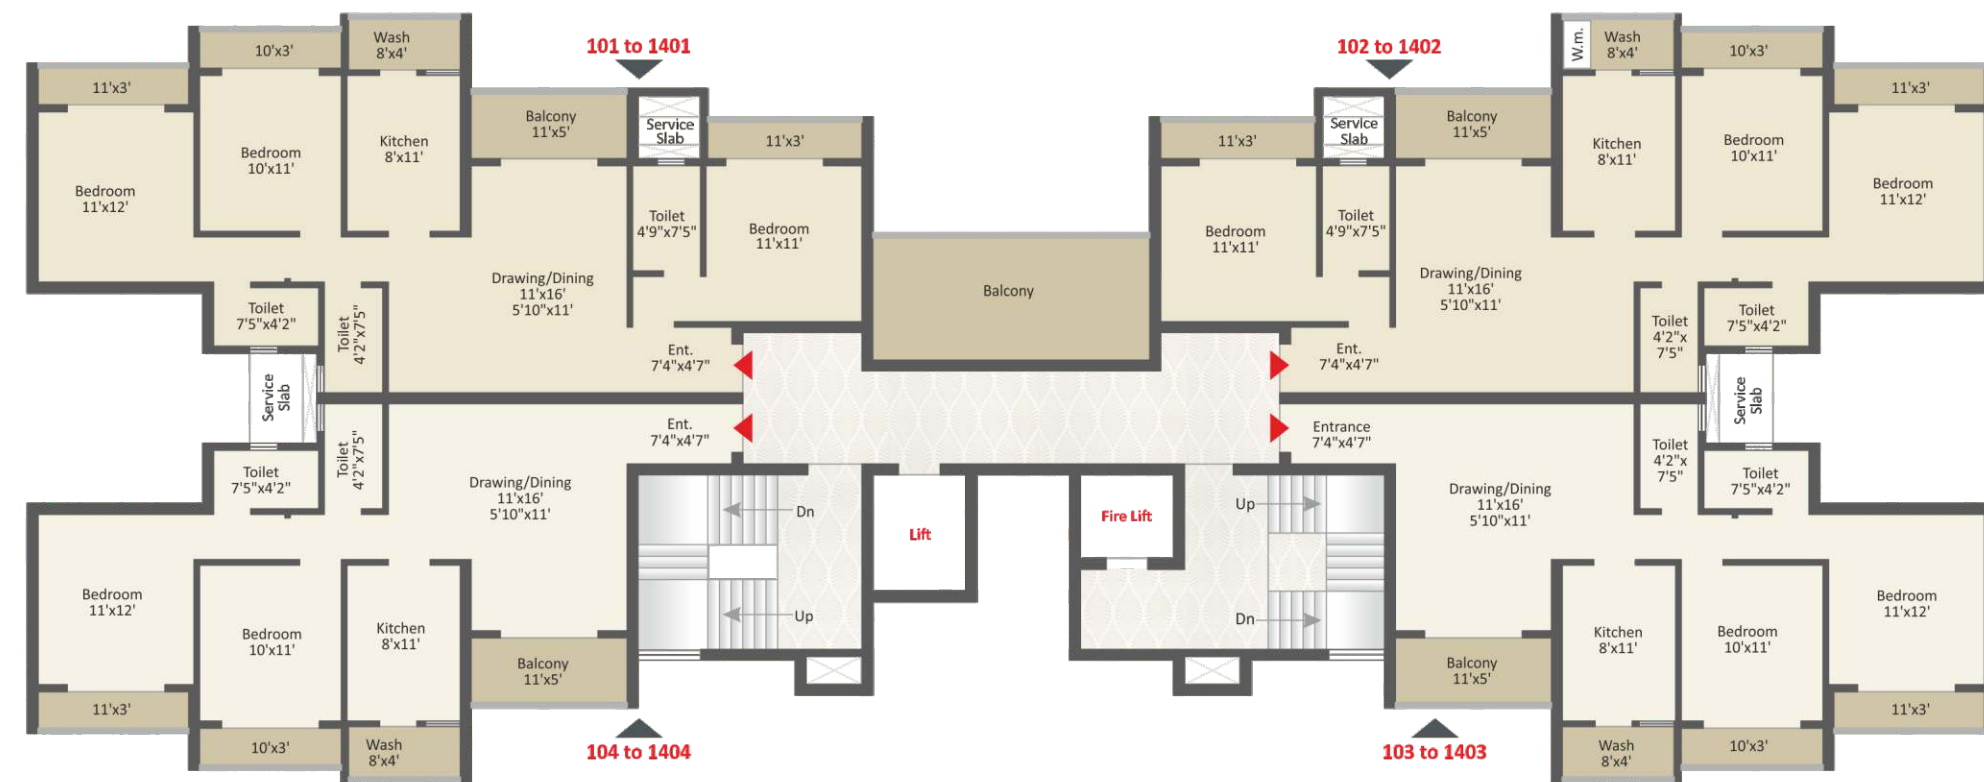 101 to 1401
102 to 1402
11'x3'
10'x3'
Wash
8'x4'
Balcony
11'x5'
Service
Slab
11'x3'
Bedroom
11'x12'
Bedroom
10'x11'
Kitchen
8'x11'
Toilet
4'9"x7'5"
Bedroom
11'x11'
Drawing/Dining
11'x16'
5'10"x11'
Toilet
7'5"x4'2"
Toilet
4'2"x7'5"
Ent.
7'4"x4'7"
Service
Slab
Balcony
11'x3'
Service
Slab
Balcony
11'x5'
W.m.
Wash
8'x4'
10'x3'
11'x3'
Bedroom
11'x11'
Toilet
4'9"x7'5"
Kitchen
8'x11'
Bedroom
10'x11'
Bedroom
11'x12'
Drawing/Dining
11'x16'
5'10"x11'
Ent.
7'4"x4'7"
Toilet
4'2"x
7'5"
Toilet
7'5"x4'2"
Service
Slab
Ent.
7'4"x4'7"
Toilet
4'2"x7'5"
Toilet
7'5"x4'2"
Drawing/Dining
11'x16'
5'10"x11'
Bedroom
11'x12'
Bedroom
10'x11'
Kitchen
8'x11'
Balcony
11'x5'
11'x3'
10'x3'
Wash
8'x4'
Dn
Up
Lift
Fire Lift
Up
Dn
Entrance
7'4"x4'7"
Toilet
4'2"x
7'5"
Toilet
7'5"x4'2"
Drawing/Dining
11'x16'
5'10"x11'
Kitchen
8'x11'
Bedroom
10'x11'
Bedroom
11'x12'
Balcony
11'x5'
Wash
8'x4'
10'x3'
11'x3'
104 to 1404
103 to 1403